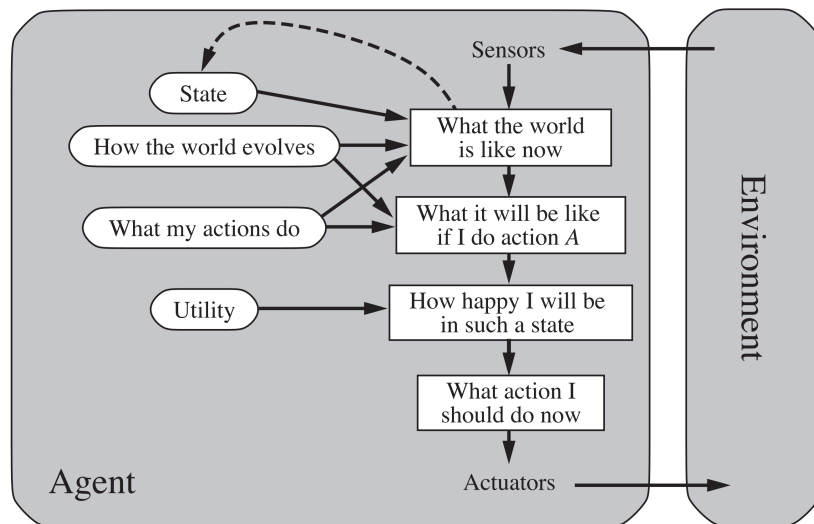 Sensors
State
What the world
is like now
How the world evolves
What my actions do
What it will be like
if I do action A
Utility
How happy I will be
in such a state
What action I
should do now
Agent
Actuators
Environment